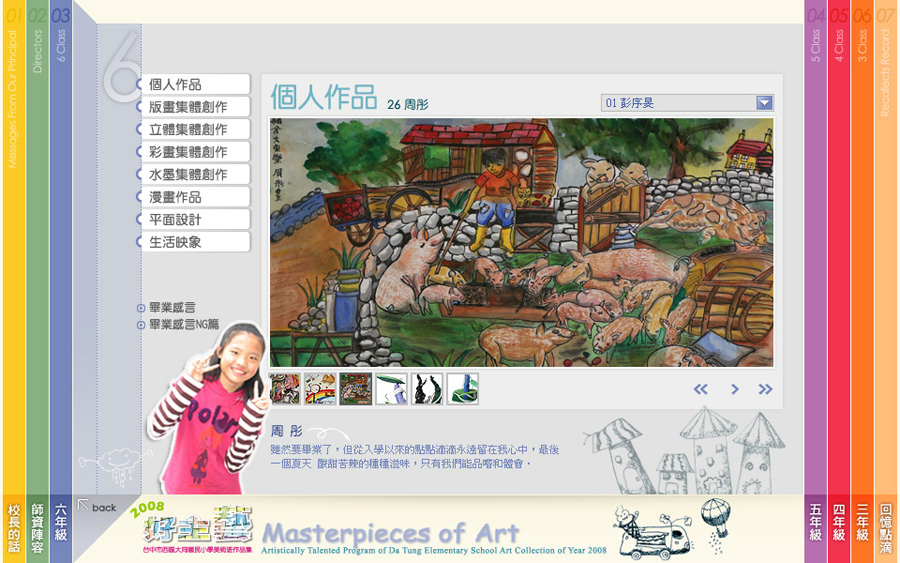 01
Messages From Our Principal
校長的話
02
Directors
師資陣容
03
6 Class
六年級
6
個人作品
版畫集體創作
立體集體創作
彩畫集體創作
水墨集體創作
漫畫作品
平面設計
生活映象
畢業感言
畢業感言NG篇
個人作品
26 周彤
01 彭序旻
Polar
周 彤
雖然要畢業了，但從入學以來的點點滴滴永遠留在我心中，最後
一個夏天 酸甜苦辣的種種滋味，只有我們能品嚐和體會。
back
2008
好宝藝
台中市西區大同國民小學美術班作品集
Masterpieces of Art
Artistically Talented Program of Da Tung Elementary School Art Collection of Year 2008
04
5 Class
五年級
05
4 Class
四年級
06
3 Class
三年級
07
Recollects Record
回憶點滴